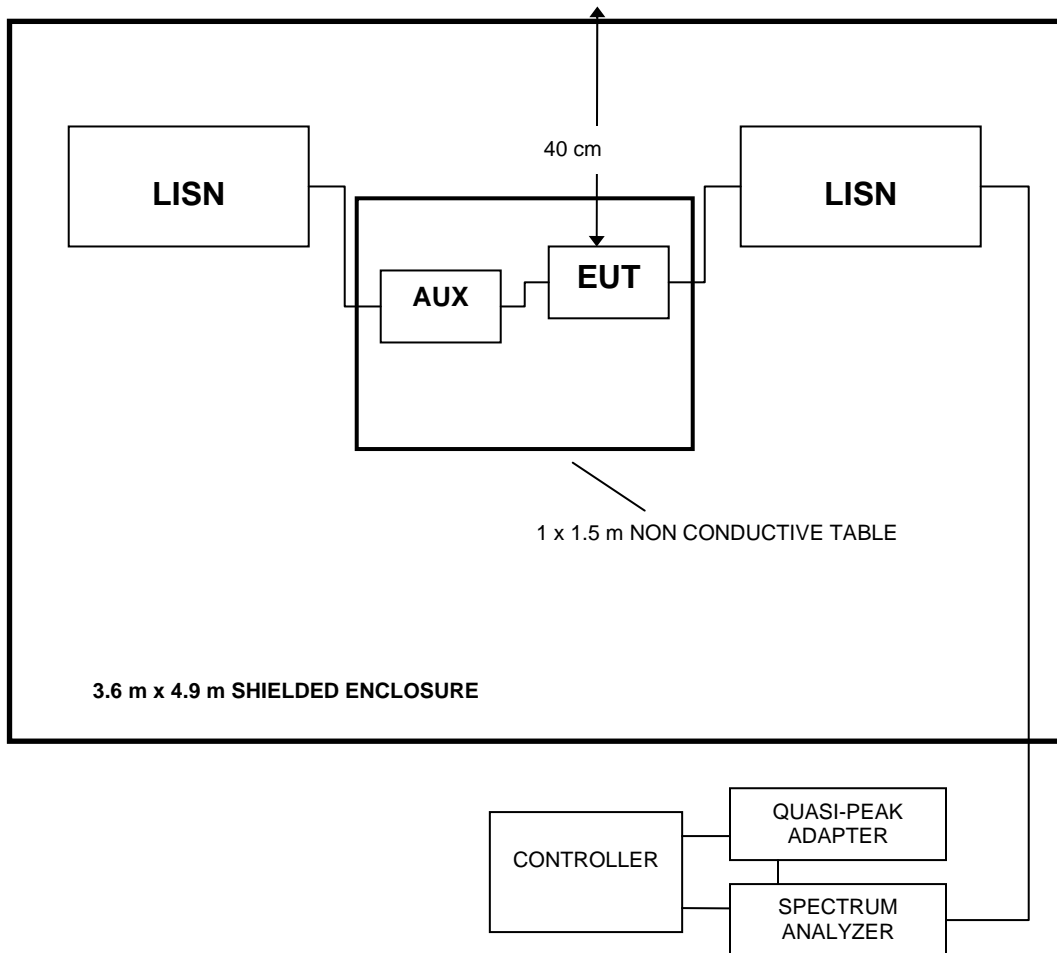 40 cm
LISN
LISN
EUT
AUX
1 x 1.5 m NON CONDUCTIVE TABLE
3.6 m x 4.9 m SHIELDED ENCLOSURE
QUASI-PEAK
ADAPTER
CONTROLLER
SPECTRUM
ANALYZER